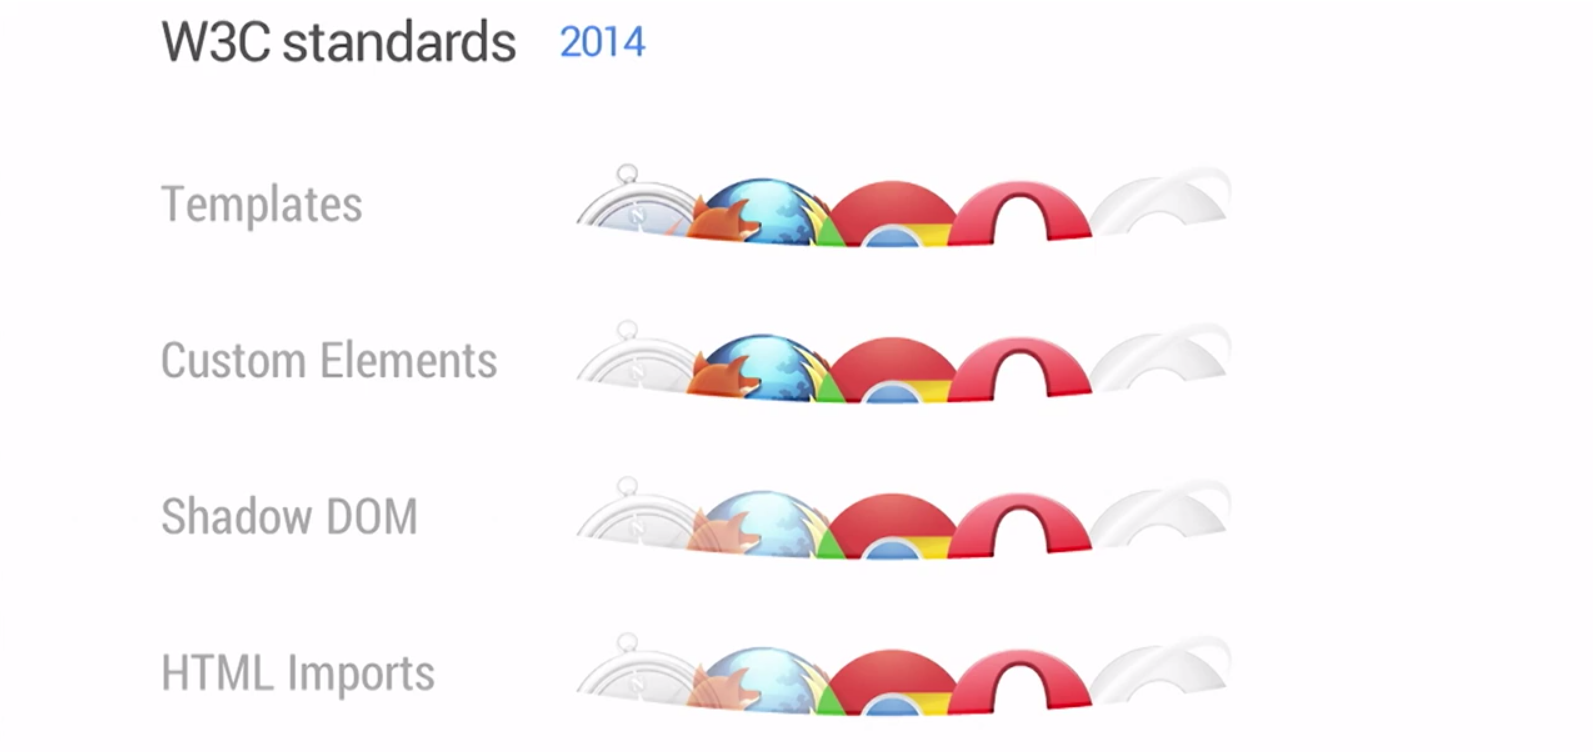 W3C standards 2014
Templates
Custom Elements
Shadow DOM
HTML Imports